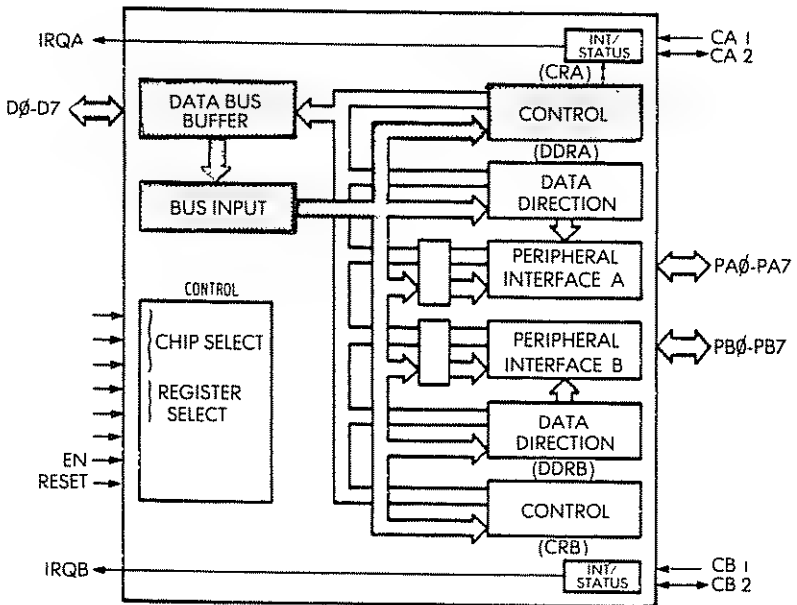 IRQA
INT/
STATUS
CA 1
CA 2
(CRA)
DØ-D7
DATA BUS
BUFFER
CONTROL
(DDRA)
DATA
DIRECTION
BUS INPUT
PERIPHERAL
INTERFACE A
PAØ-PA7
CONTROL
CHIP SELECT
PERIPHERAL
INTERFACE B
PBØ-PB7
REGISTER
SELECT
DATA
DIRECTION
EN
RESET
(DDRB)
CONTROL
(CRB)
IRQB
INT/
STATUS
CB 1
CB 2